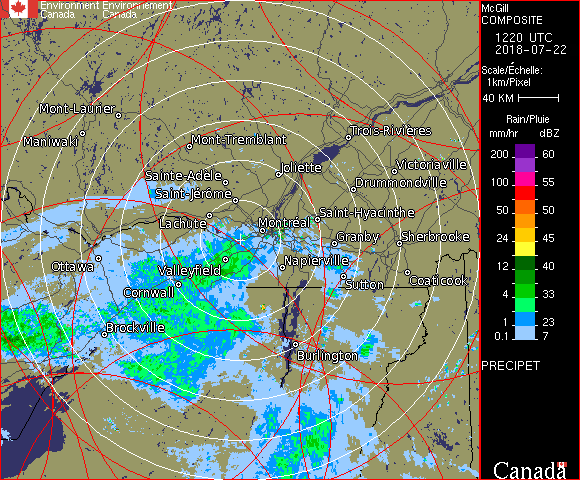 Environment Environnement
Canada Canada
McGill
COMPOSITE
1220 UTC
2018-07-22
Scale/Échelle:
1km/Pixel
40 KM
Rain/Pluie
mm/hr dBZ
200 60
100 55
50 50
24 45
12 40
4 33
1 23
0.1 7
PRECIPET
Canada
Mont-Laurier
Maniwaki
Mont-Tremblant
Trois-Rivières
Joliette
Victoriaville
Sainte-Adèle
Drummondville
Saint-Jérôme
Lachute
Saint-Hyacinthe
Montréal
Granby
Sherbrooke
Ottawa
Valleyfield
Napierville
Cornwall
Sutton
Coaticook
Brockville
Burlington